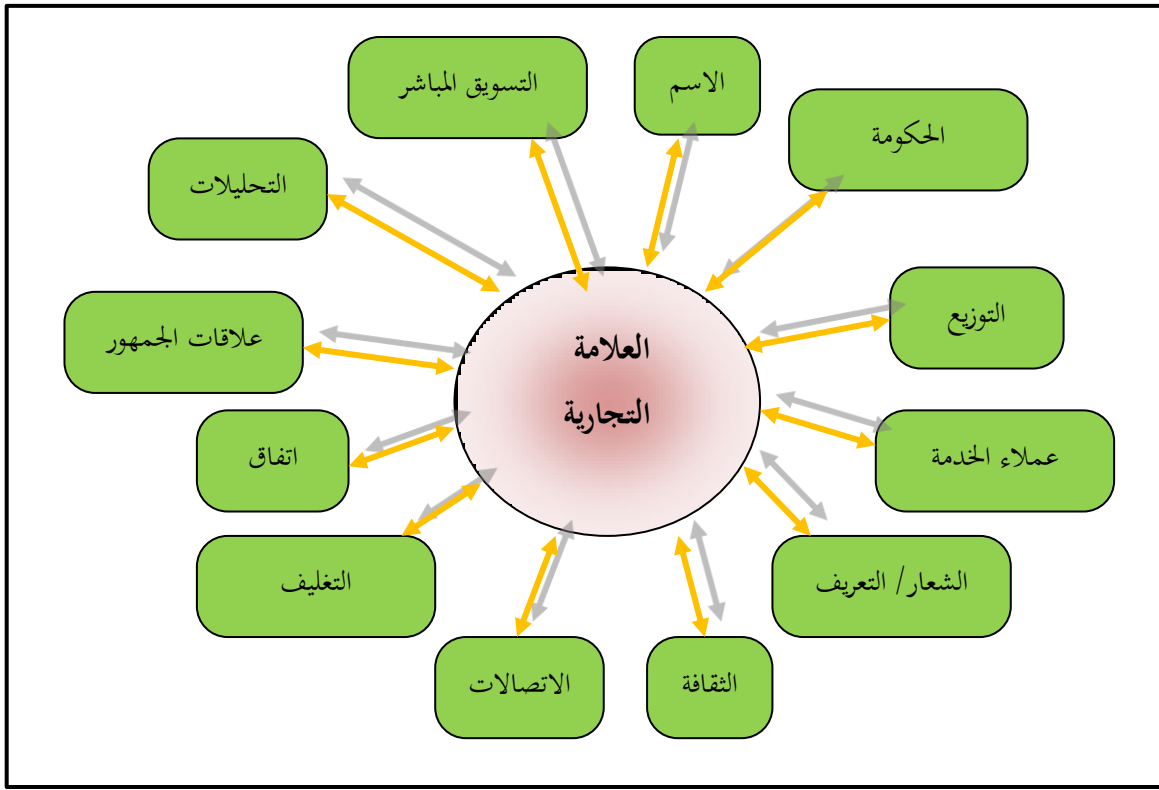 الاسم
التسويق المباشر
الحكومة
التحليلات
التوزيع
علاقات الجمهور
العلامة
التجارية
عملاء الخدمة
اتفاق
الشعار/ التعريف
التغليف
الثقافة
الاتصالات